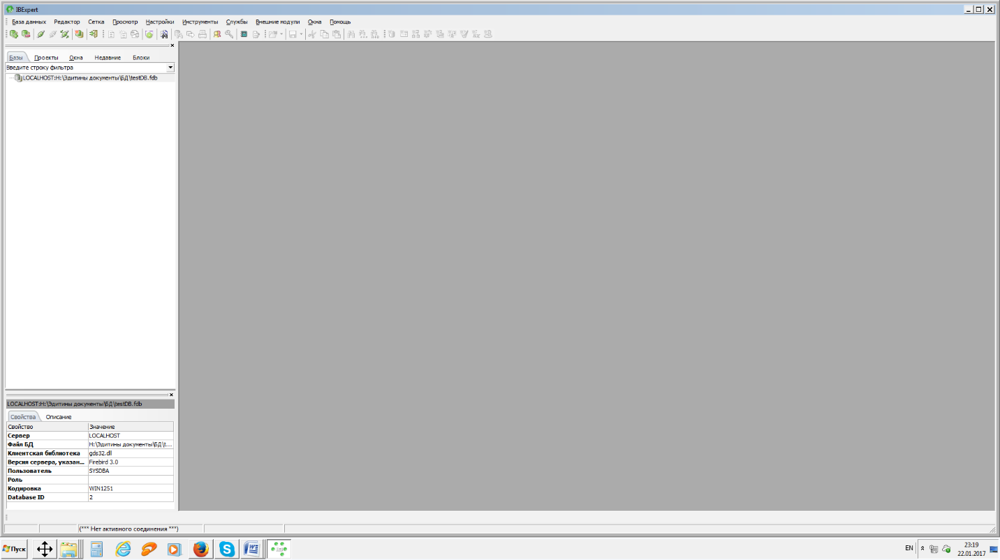 IBExpert
База данных Редактор Сетка Просмотр Настройки Инструменты Службы Внешние модули Окна Помощь
Базы Проекты Окна Недавние Блоки
Введите строку фильтра
LOCALHOST:H:\Эдитины документы\БД\testDB.fdb
LOCALHOST:H:\Эдитины документы\БД\testDB.fdb
Свойства Описание
Свойство Значение
Сервер LOCALHOST
Файл БД H:\Эдитины документы\БД\t...
Клиентская библиотека gds32.dll
Версия сервера, указан... Firebird 3.0
Пользователь SYSDBA
Роль
Кодировка WIN1251
Database ID 2
(*** Нет активного соединения ***)
Пуск EN 23:19
22.01.2017